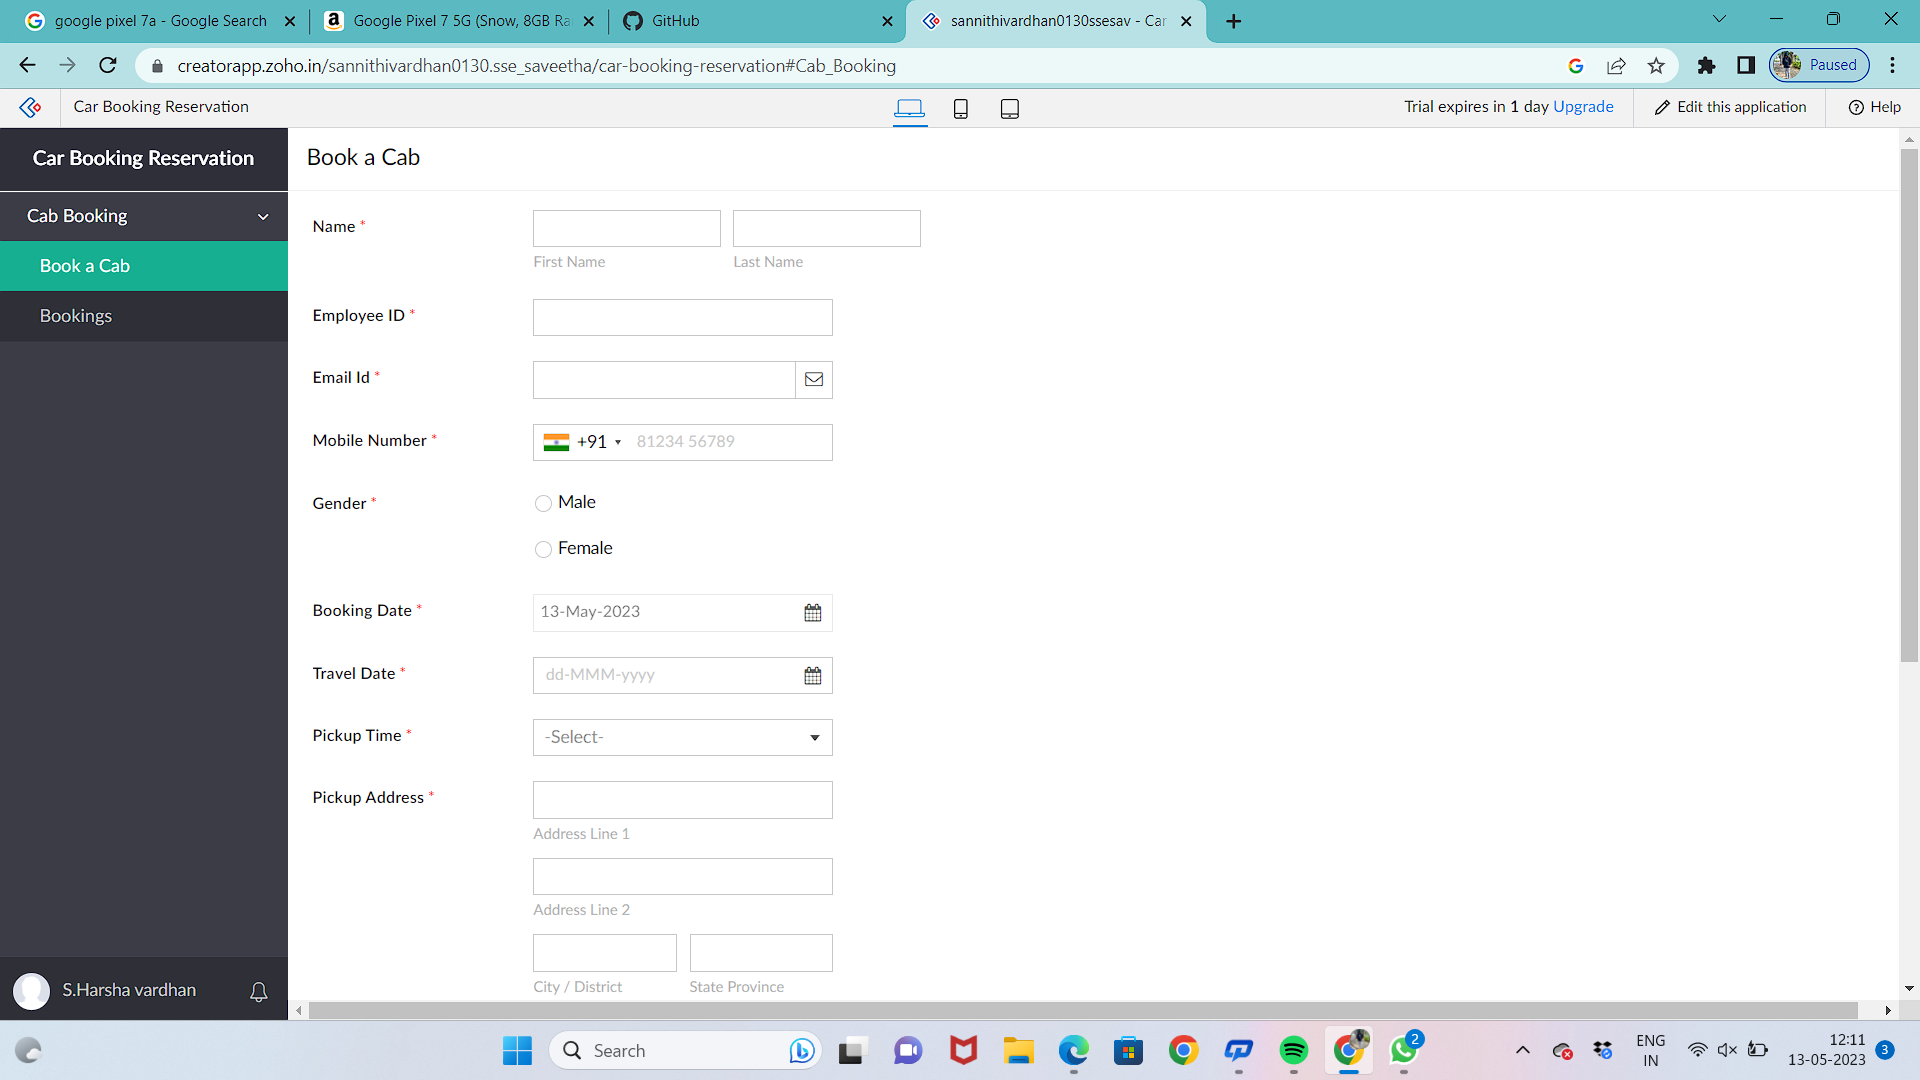 google pixel 7a - Google Search
Google Pixel 7 5G (Snow, 8GB Ra
GitHub
sannithivardhan0130ssesav - Car
creatorapp.zoho.in/sannithivardhan0130.sse_saveetha/car-booking-reservation#Cab_Booking
Paused
Car Booking Reservation
Trial expires in 1 day Upgrade
Edit this application
Help
Car Booking Reservation
Book a Cab
Cab Booking
Book a Cab
Bookings
Name *
First Name
Last Name
Employee ID *
Email Id *
Mobile Number *
+91
81234 56789
Gender *
Male
Female
Booking Date *
13-May-2023
Travel Date *
dd-MMM-yyyy
Pickup Time *
-Select-
Pickup Address *
Address Line 1
Address Line 2
City / District
State Province
S.Harsha vardhan
Search
2
ENG
IN
12:11
13-05-2023
3